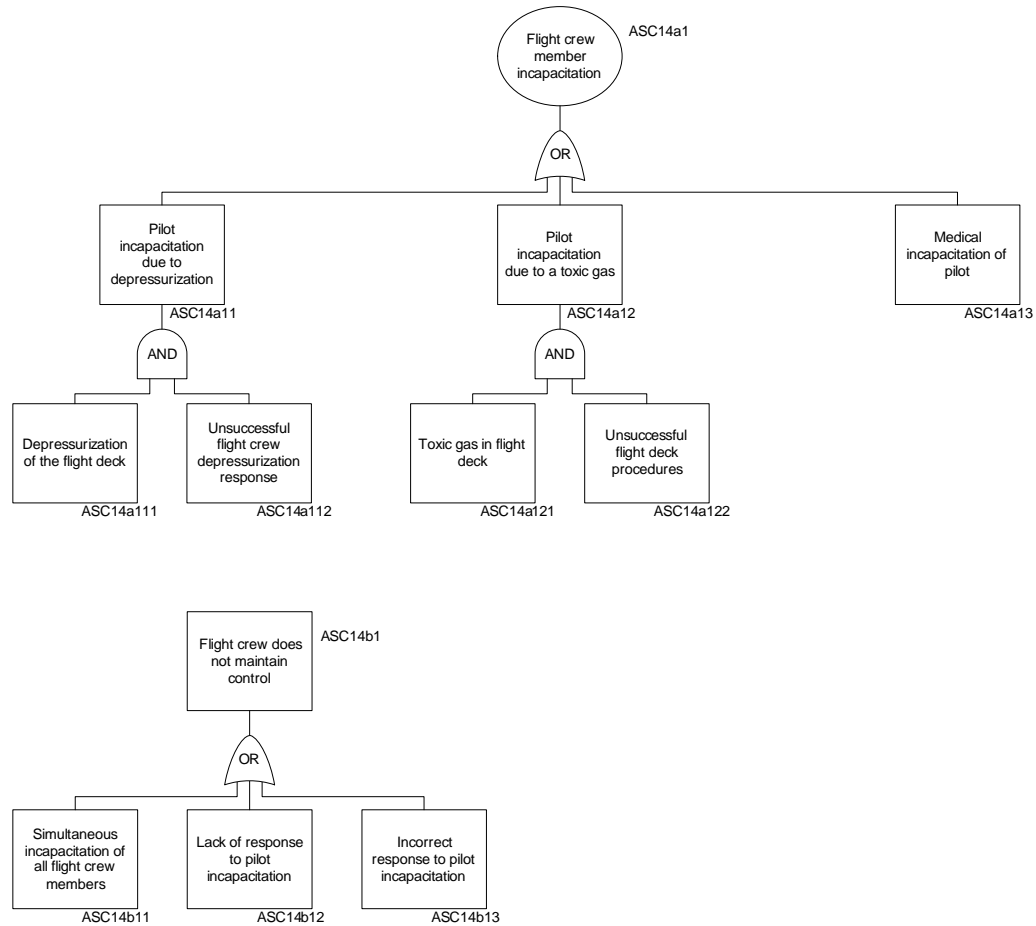 Flight crew
member
incapacitation
ASC14a1
OR
Pilot
incapacitation
due to
depressurization
ASC14a11
Pilot
incapacitation
due to a toxic gas
ASC14a12
Medical
incapacitation of
pilot
ASC14a13
AND
AND
Depressurization
of the flight deck
ASC14a111
Unsuccessful
flight crew
depressurization
response
ASC14a112
Toxic gas in flight
deck
ASC14a121
Unsuccessful
flight deck
procedures
ASC14a122
Flight crew does
not maintain
control
ASC14b1
OR
Simultaneous
incapacitation of
all flight crew
members
ASC14b11
Lack of response
to pilot
incapacitation
ASC14b12
Incorrect
response to pilot
incapacitation
ASC14b13